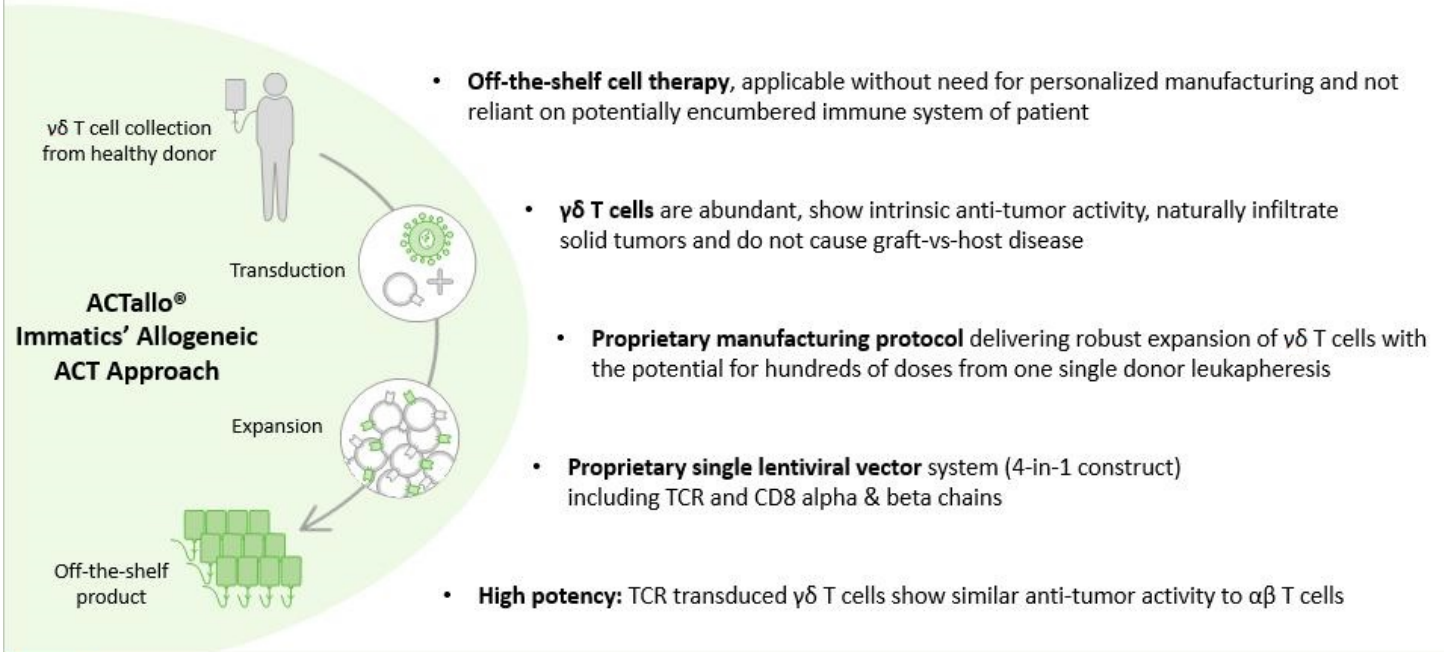 γδ T cell collection
from healthy donor
Transduction
ACTallo®
Immatics’ Allogeneic
ACT Approach
Expansion
Off-the-shelf
product
• Off-the-shelf cell therapy, applicable without need for personalized manufacturing and not
reliant on potentially encumbered immune system of patient
• γδ T cells are abundant, show intrinsic anti-tumor activity, naturally infiltrate
solid tumors and do not cause graft-vs-host disease
• Proprietary manufacturing protocol delivering robust expansion of γδ T cells with
the potential for hundreds of doses from one single donor leukapheresis
• Proprietary single lentiviral vector system (4-in-1 construct)
including TCR and CD8 alpha & beta chains
• High potency: TCR transduced γδ T cells show similar anti-tumor activity to αβ T cells